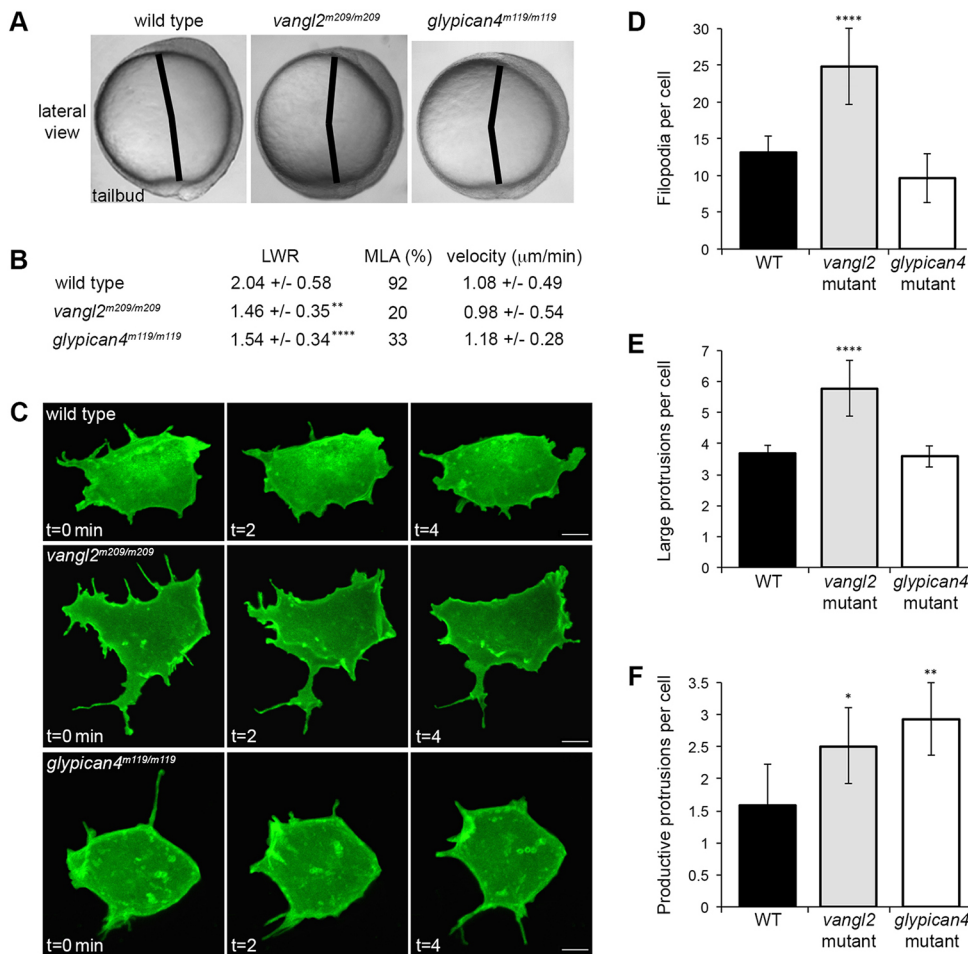 A
wild type vangl2m209/m209 glypican4m119/m119
lateral
view
tailbud
B
LWR MLA (%) velocity (μm/min)
wild type 2.04 +/- 0.58 92 1.08 +/- 0.49
vangl2m209/m209 1.46 +/- 0.35** 20 0.98 +/- 0.54
glypican4m119/m119 1.54 +/- 0.34**** 33 1.18 +/- 0.28
C
wild type
t=0 min t=2 t=4
vangl2m209/m209
t=0 min t=2 t=4
glypican4m119/m119
t=0 min t=2 t=4
D
Filopodia per cell
30
25
20
15
10
5
0
****
WT vangl2 glypican4
mutant mutant
E
Large protrusions per cell
7
6
5
4
3
2
1
0
****
WT vangl2 glypican4
mutant mutant
F
Productive protrusions per cell
3.5
3
2.5
2
1.5
1
0.5
0
* **
WT vangl2 glypican4
mutant mutant